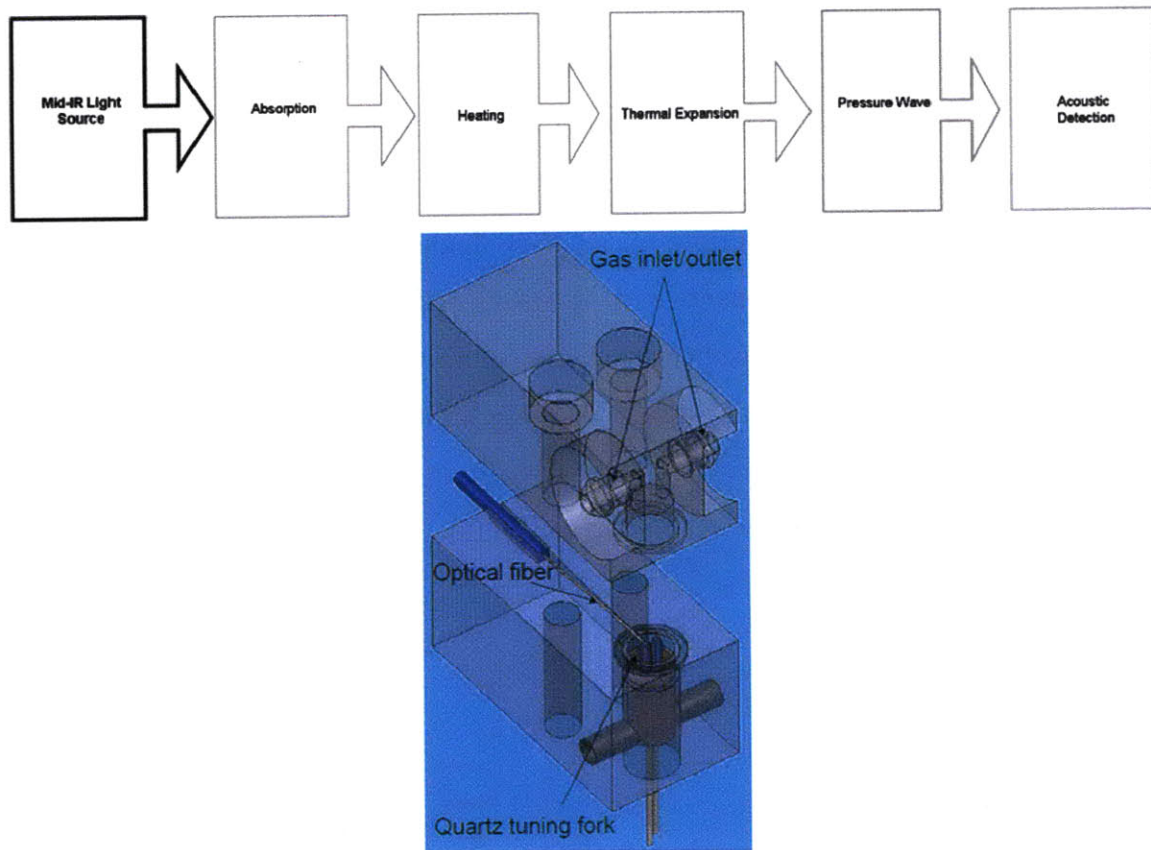 Mid-IR Light
Source
Absorption
Heating
Thermal Expansion
Pressure Wave
Acoustic
Detection
Gas inlet/outlet
Optical fiber
Quartz tuning fork